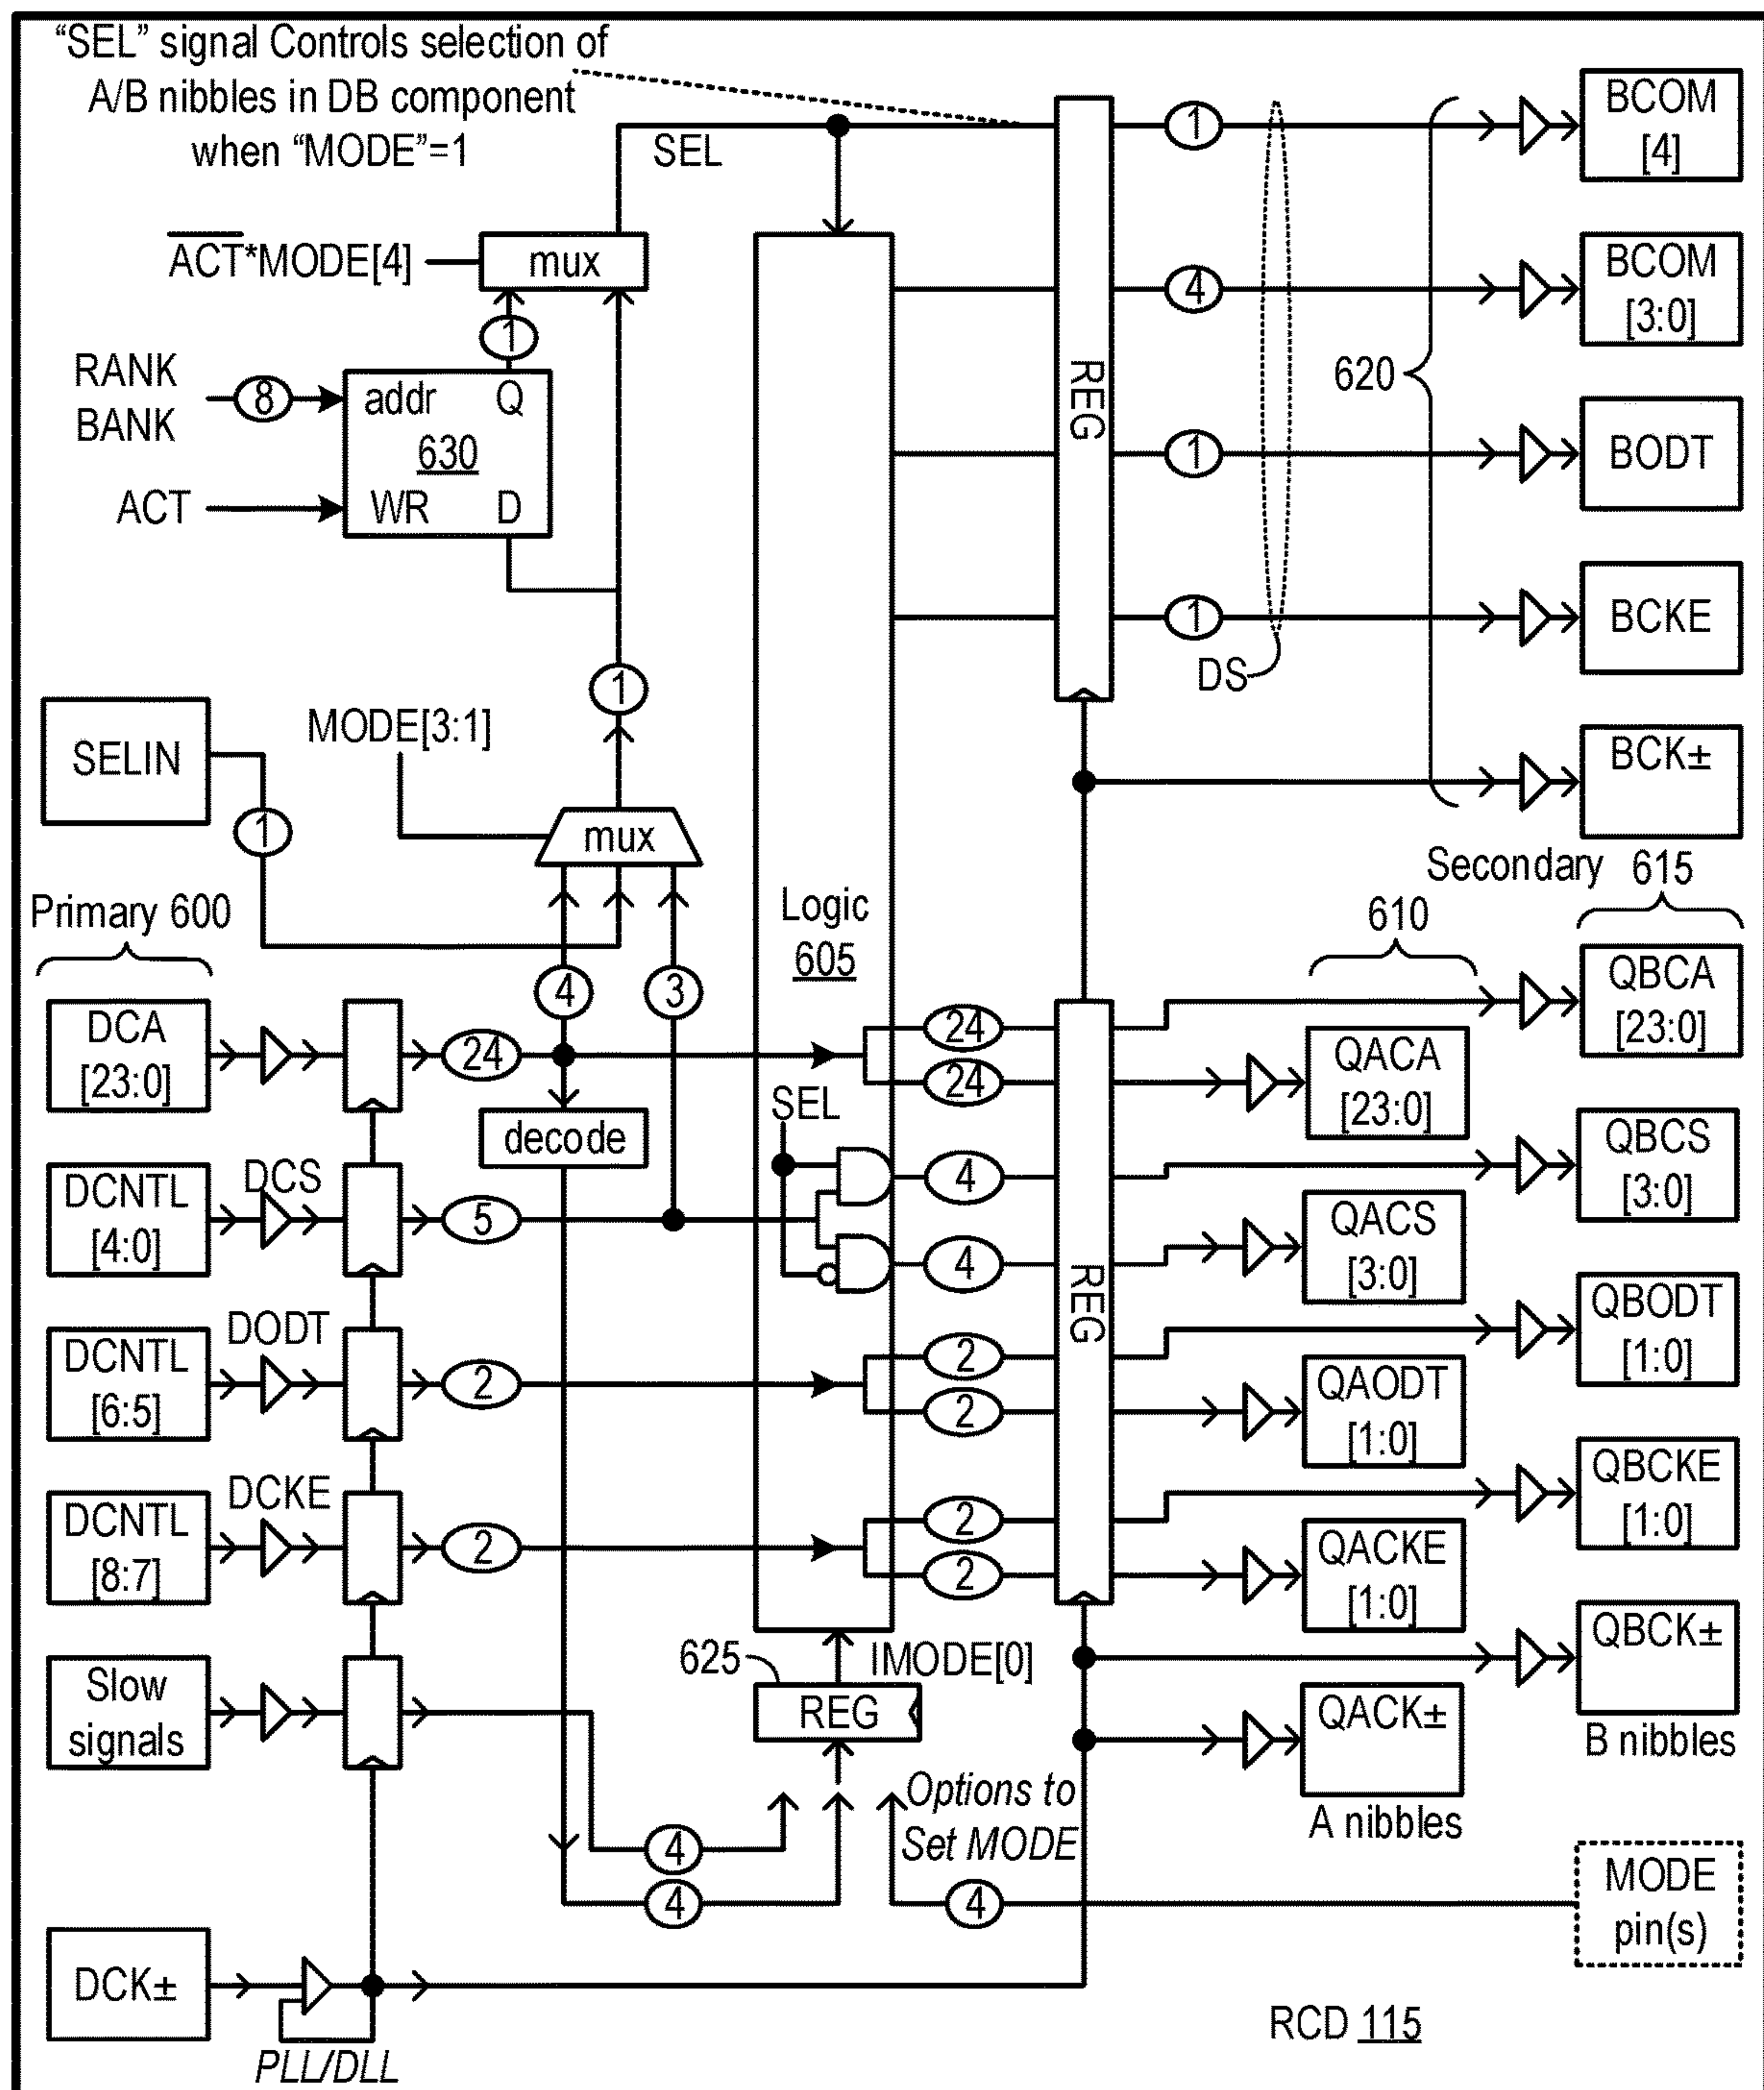 “SEL” signal Controls selection of
A/B nibbles in DB component
when “MODE”=1
SEL
1
BCOM
[4]
ACT*MODE[4]
mux
4
BCOM
[3:0]
1
RANK
BANK
8
addr Q
630
WR D
ACT
REG
620
1
BODT
1
BCKE
DS
1
SELIN
MODE[3:1]
BCK±
1
mux
Secondary 615
Primary 600
Logic
605
610
4
3
DCA
[23:0]
24
24
24
QBCA
[23:0]
QACA
[23:0]
decode
SEL
DCNTL
[4:0]
DCS
5
4
4
QBCS
[3:0]
QACS
[3:0]
REG
DCNTL
[6:5]
DODT
2
2
2
QBODT
[1:0]
QAODT
[1:0]
DCNTL
[8:7]
DCKE
2
2
2
QBCKE
[1:0]
QACKE
[1:0]
625
IMODE[0]
REG
Slow
signals
QBCK±
QACK±
B nibbles
A nibbles
Options to
Set MODE
4
4
4
MODE
pin(s)
DCK±
PLL/DLL
RCD 115